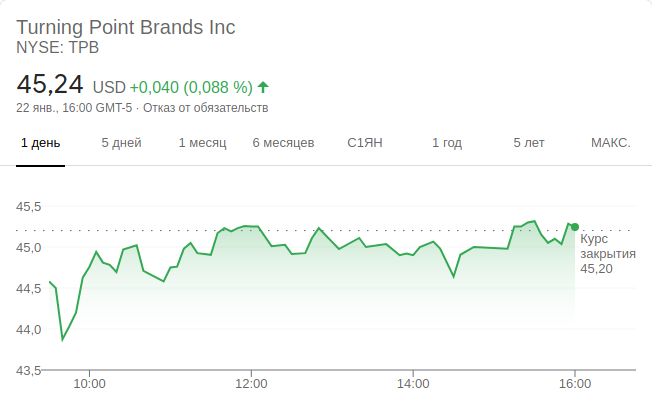 Turning Point Brands Inc
NYSE: TPB
45,24 USD +0,040 (0,088 %)
22 янв., 16:00 GMT-5 · Отказ от обязательств
1 день 5 дней 1 месяц 6 месяцев С1ЯН 1 год 5 лет МАКС.
45,5
45,0
44,5
44,0
43,5
Курс
закрытия
45,20
10:00 12:00 14:00 16:00